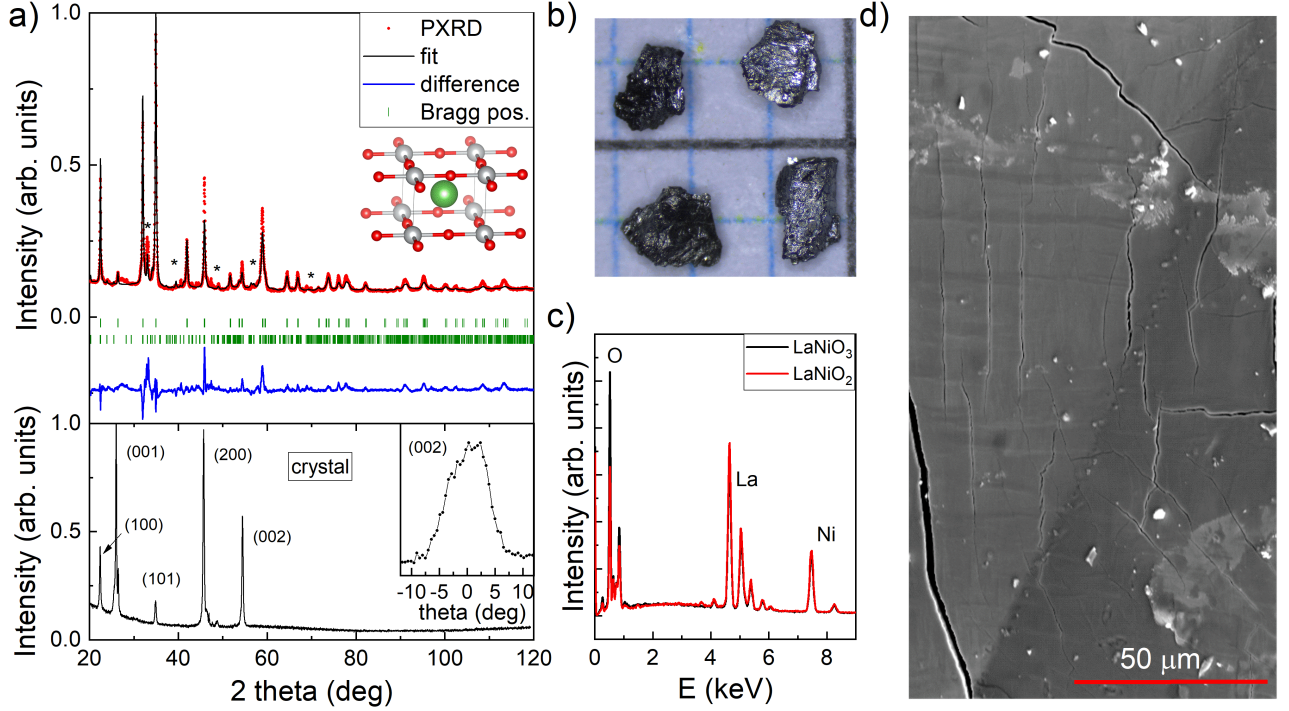 a)
Intensity (arb. units)
1.0
0.5
0.0
PXRD
fit
difference
Bragg pos.
*
*
*
*
*
Intensity (arb. units)
1.0
0.5
0.0
(001)
(100)
(101)
(200)
(002)
crystal
(002)
-10 -5 0 5 10
theta (deg)
20 40 60 80 100 120
2 theta (deg)
b)
c)
Intensity (arb. units)
O
LaNiO₃
LaNiO₂
La
Ni
0 2 4 6 8
E (keV)
d)
50 μm